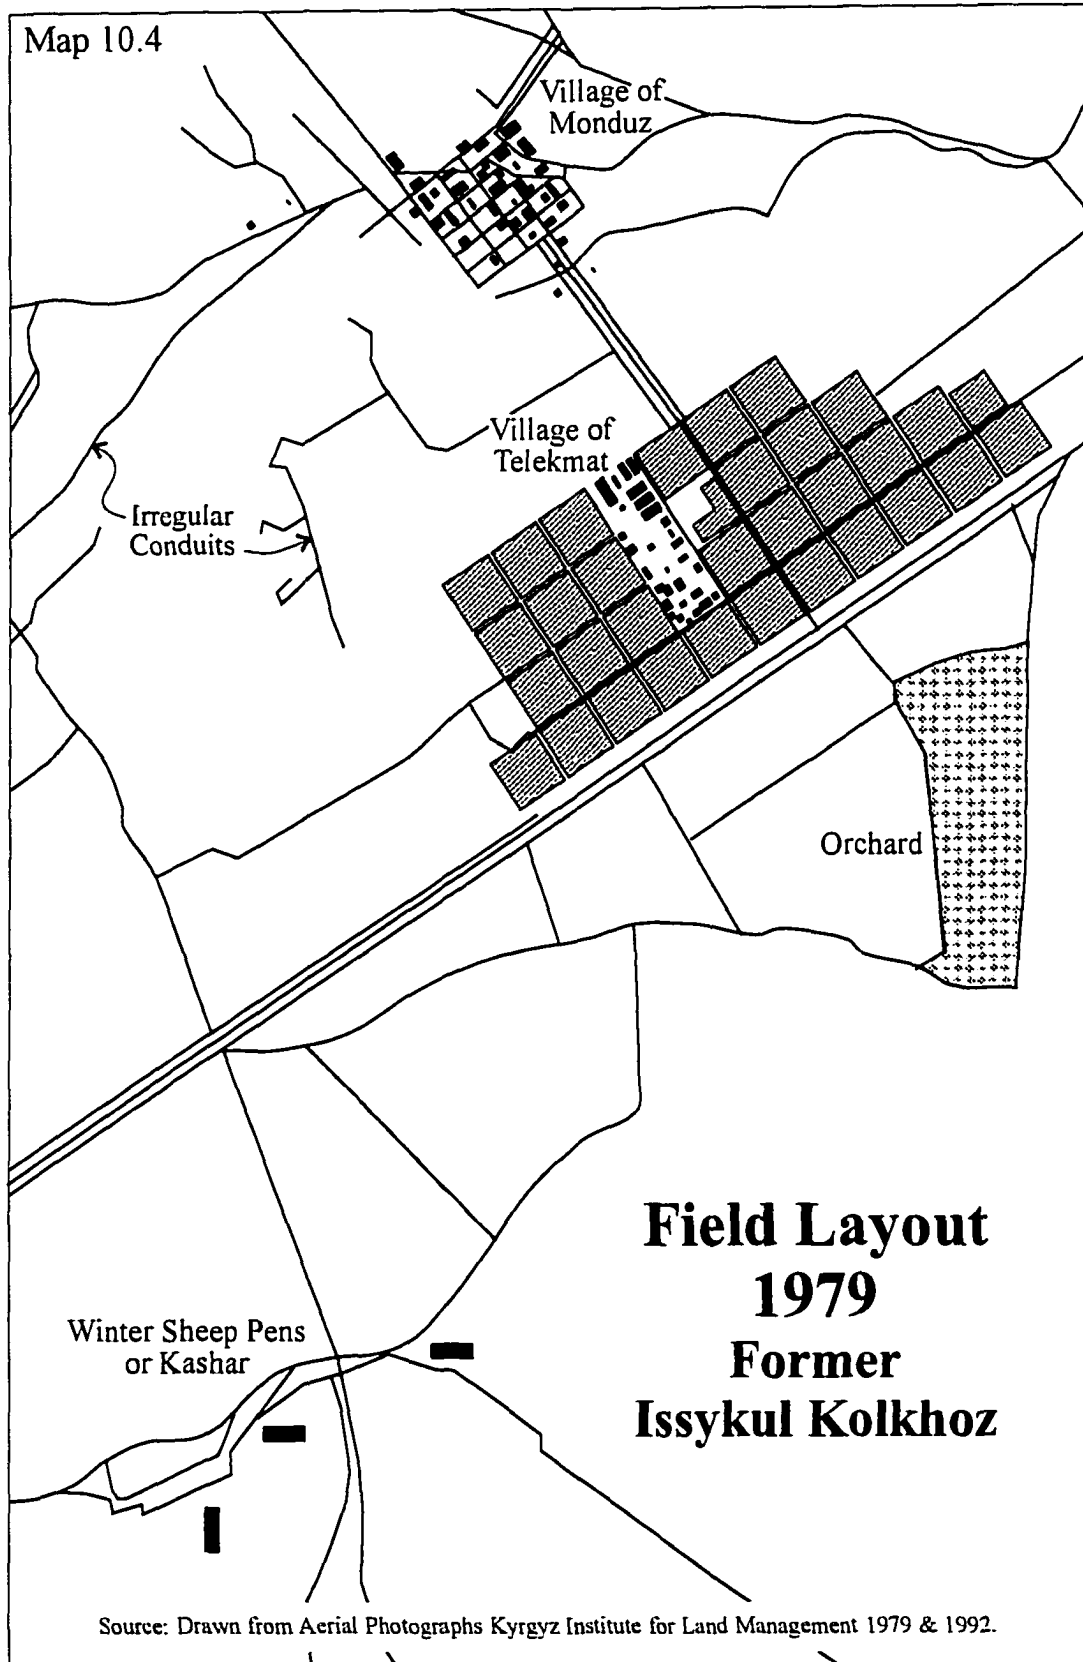 Map 10.4
Village of
Monduz
Village of
Telekmat
Irregular
Conduits
Orchard
Field Layout
1979
Former
Issykul Kolkhoz
Winter Sheep Pens
or Kashar
Source: Drawn from Aerial Photographs Kyrgyz Institute for Land Management 1979 & 1992.